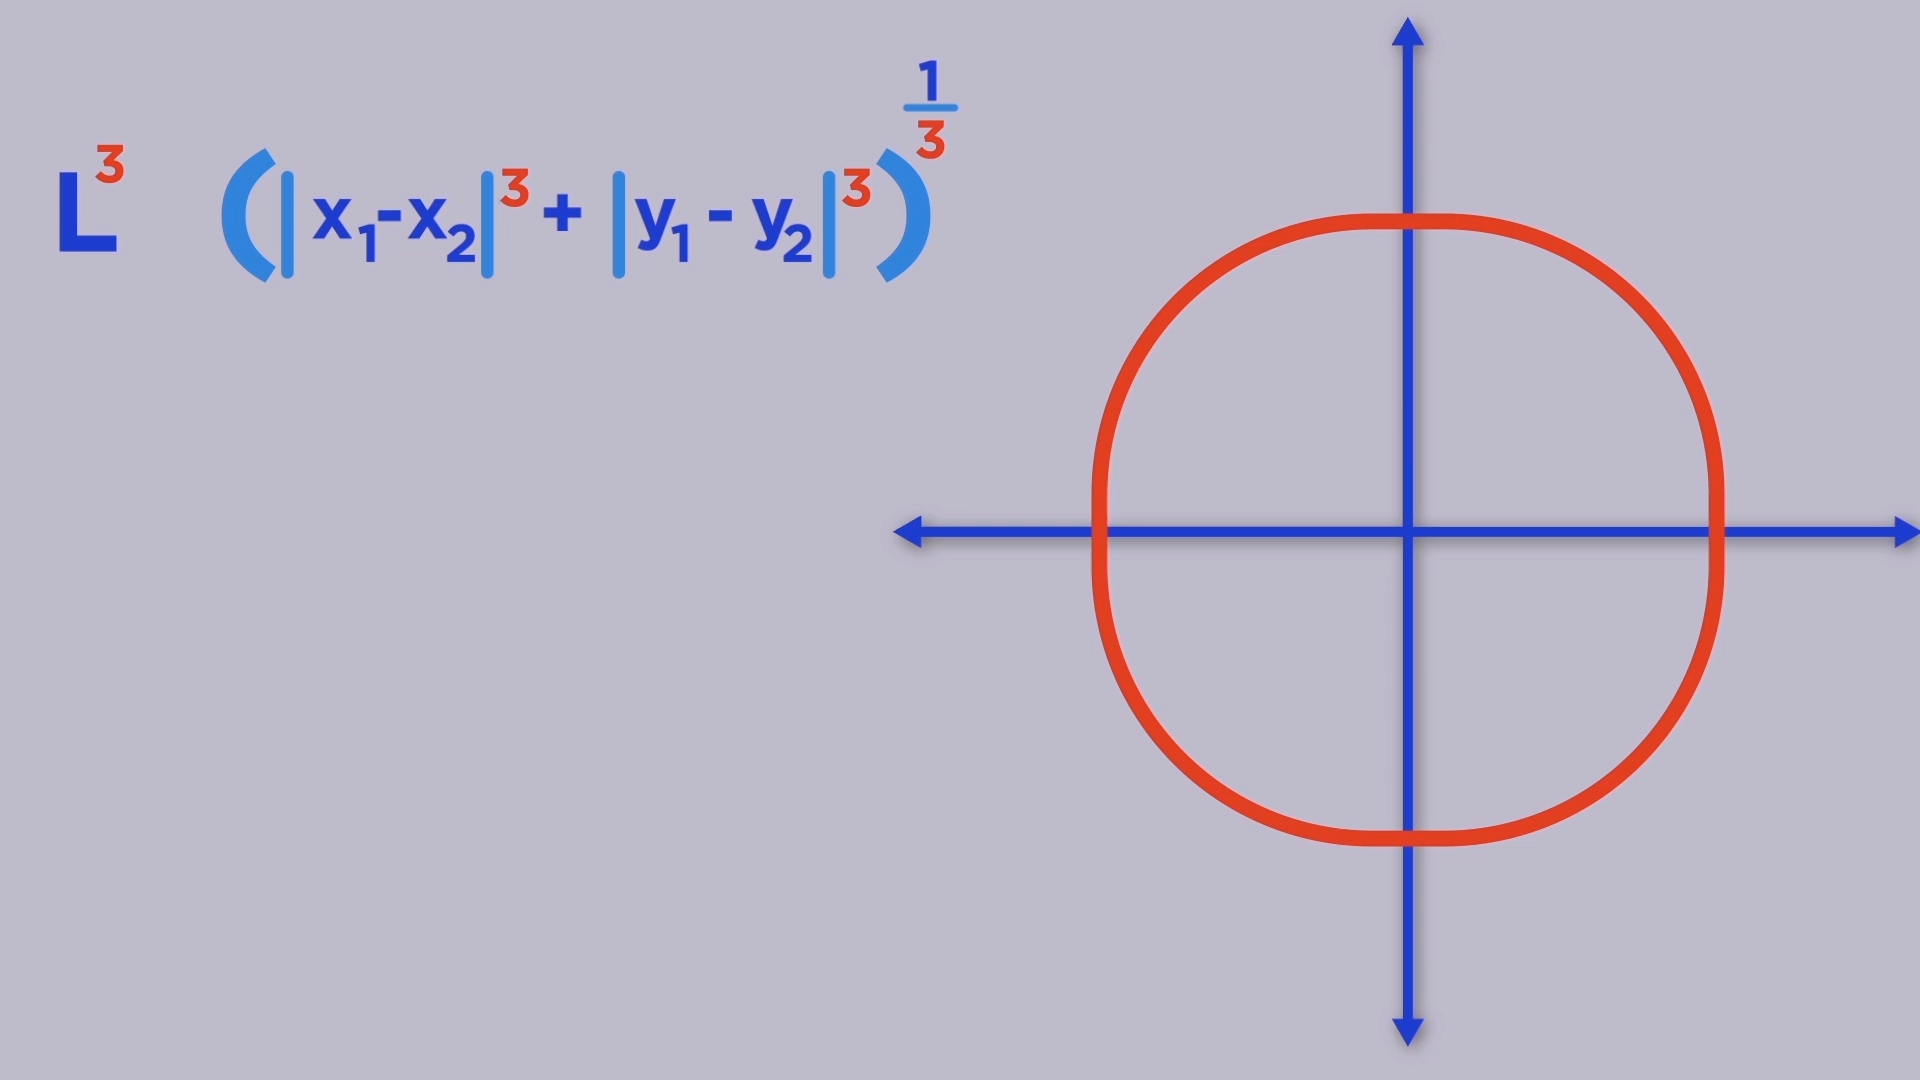 L³ (|x₁-x₂|³ + |y₁ - y₂|³)^(1/3)